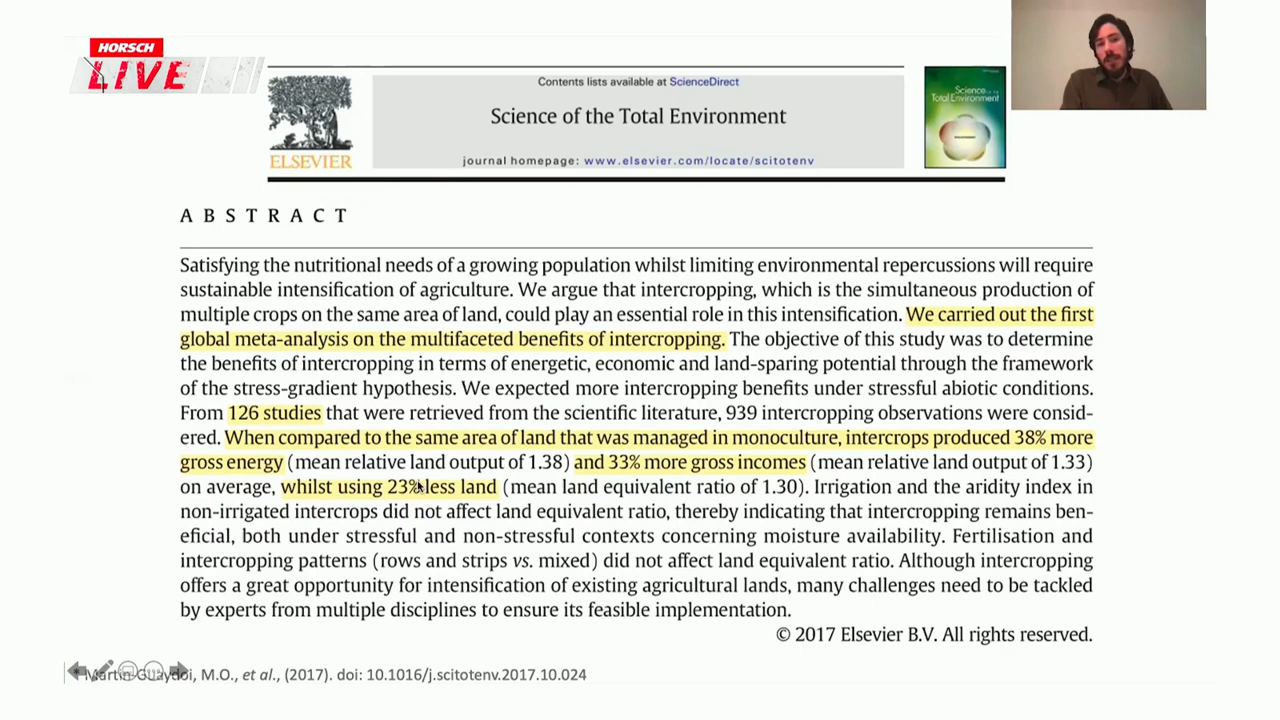 HORSCH
LIVE
Contents lists available at ScienceDirect
Science of the Total Environment
journal homepage: www.elsevier.com/locate/scitotenv
ELSEVIER
Science of the
Total Environment
A B S T R A C T
Satisfying the nutritional needs of a growing population whilst limiting environmental repercussions will require
sustainable intensification of agriculture. We argue that intercropping, which is the simultaneous production of
multiple crops on the same area of land, could play an essential role in this intensification. We carried out the first
global meta-analysis on the multifaceted benefits of intercropping. The objective of this study was to determine
the benefits of intercropping in terms of energetic, economic and land-sparing potential through the framework
of the stress-gradient hypothesis. We expected more intercropping benefits under stressful abiotic conditions.
From 126 studies that were retrieved from the scientific literature, 939 intercropping observations were consid-
ered. When compared to the same area of land that was managed in monoculture, intercrops produced 38% more
gross energy (mean relative land output of 1.38) and 33% more gross incomes (mean relative land output of 1.33)
on average, whilst using 23% less land (mean land equivalent ratio of 1.30). Irrigation and the aridity index in
non-irrigated intercrops did not affect land equivalent ratio, thereby indicating that intercropping remains ben-
eficial, both under stressful and non-stressful contexts concerning moisture availability. Fertilisation and
intercropping patterns (rows and strips vs. mixed) did not affect land equivalent ratio. Although intercropping
offers a great opportunity for intensification of existing agricultural lands, many challenges need to be tackled
by experts from multiple disciplines to ensure its feasible implementation.
© 2017 Elsevier B.V. All rights reserved.
M.O., et al., (2017). doi: 10.1016/j.scitotenv.2017.10.024